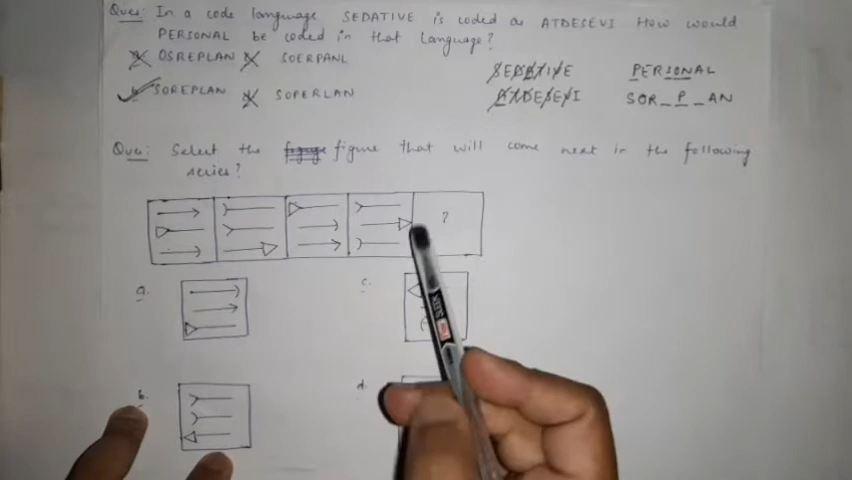 Ques: In a code language SEDATIVE is coded as ATDESEVI How would
PERSONAL be coded in that language?
OSREPLAN SOERPANL
SOREPLAN SOPERLAN
SEDATIVE PERSONAL
ATDESEVI SOR_P_AN
Ques: Select the figure that will come next in the following
series?
?
a. c.
b. d.